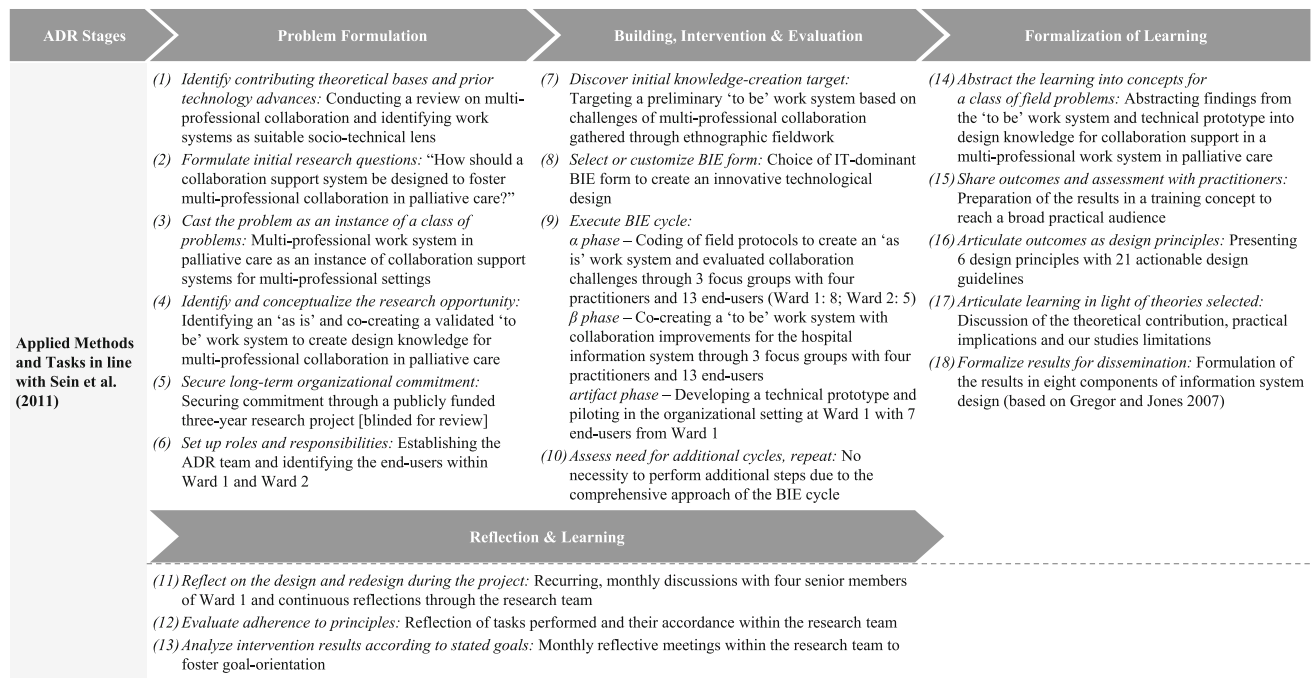 ADR Stages
Problem Formulation
Building, Intervention & Evaluation
Formalization of Learning
Applied Methods
and Tasks in line
with Sein et al.
(2011)
(1) Identify contributing theoretical bases and prior
technology advances: Conducting a review on multi-
professional collaboration and identifying work
systems as suitable socio-technical lens
(2) Formulate initial research questions: “How should a
collaboration support system be designed to foster
multi-professional collaboration in palliative care?”
(3) Cast the problem as an instance of a class of
problems: Multi-professional work system in
palliative care as an instance of collaboration support
systems for multi-professional settings
(4) Identify and conceptualize the research opportunity:
Identifying an ‘as is’ and co-creating a validated ‘to
be’ work system to create design knowledge for
multi-professional collaboration in palliative care
(5) Secure long-term organizational commitment:
Securing commitment through a publicly funded
three-year research project [blinded for review]
(6) Set up roles and responsibilities: Establishing the
ADR team and identifying the end-users within
Ward 1 and Ward 2
(7) Discover initial knowledge-creation target:
Targeting a preliminary ‘to be’ work system based on
challenges of multi-professional collaboration
gathered through ethnographic fieldwork
(8) Select or customize BIE form: Choice of IT-dominant
BIE form to create an innovative technological
design
(9) Execute BIE cycle:
α phase – Coding of field protocols to create an ‘as
is’ work system and evaluated collaboration
challenges through 3 focus groups with four
practitioners and 13 end-users (Ward 1: 8; Ward 2: 5)
β phase – Co-creating a ‘to be’ work system with
collaboration improvements for the hospital
information system through 3 focus groups with four
practitioners and 13 end-users
artifact phase – Developing a technical prototype and
piloting in the organizational setting at Ward 1 with 7
end-users from Ward 1
(10) Assess need for additional cycles, repeat: No
necessity to perform additional steps due to the
comprehensive approach of the BIE cycle
(14) Abstract the learning into concepts for
a class of field problems: Abstracting findings from
the ‘to be’ work system and technical prototype into
design knowledge for collaboration support in a
multi-professional work system in palliative care
(15) Share outcomes and assessment with practitioners:
Preparation of the results in a training concept to
reach a broad practical audience
(16) Articulate outcomes as design principles: Presenting
6 design principles with 21 actionable design
guidelines
(17) Articulate learning in light of theories selected:
Discussion of the theoretical contribution, practical
implications and our studies limitations
(18) Formalize results for dissemination: Formulation of
the results in eight components of information system
design (based on Gregor and Jones 2007)
Reflection & Learning
(11) Reflect on the design and redesign during the project: Recurring, monthly discussions with four senior members
of Ward 1 and continuous reflections through the research team
(12) Evaluate adherence to principles: Reflection of tasks performed and their accordance within the research team
(13) Analyze intervention results according to stated goals: Monthly reflective meetings within the research team to
foster goal-orientation